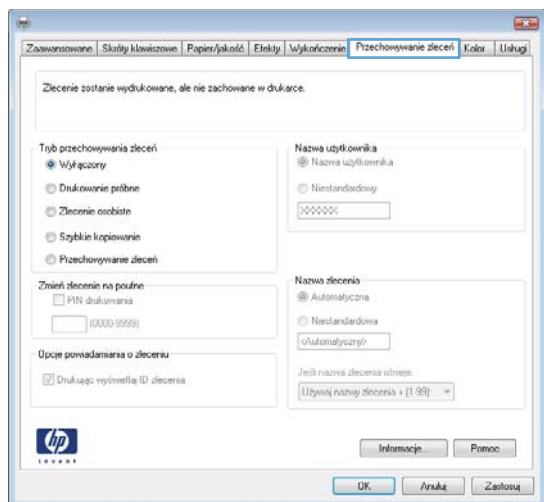 Zaawansowane Skróty klawiszowe Papier/jakość Efekty Wykończenie Przechowywanie zleceń Kolor Usługi
Zlecenie zostanie wydrukowane, ale nie zachowane w drukarce.
Tryb przechowywania zleceń
Wyłączony
Drukowanie próbne
Zlecenie osobiste
Szybkie kopiowanie
Przechowywanie zleceń
Nazwa użytkownika
Nazwa użytkownika
Niestandardowy
XXXXXX
Zmień zlecenie na poufne
PIN drukowania
(0000-9999)
Nazwa zlecenia
Automatyczna
Niestandardowa
<Automatyczny>
Jeśli nazwa zlecenia istnieje:
Używaj nazwy zlecenia + (1-99)
Opcje powiadamiania o zleceniu
Drukując wyświetlaj ID zlecenia
hp
invent
Informacje...
Pomoc
OK
Anuluj
Zastosuj